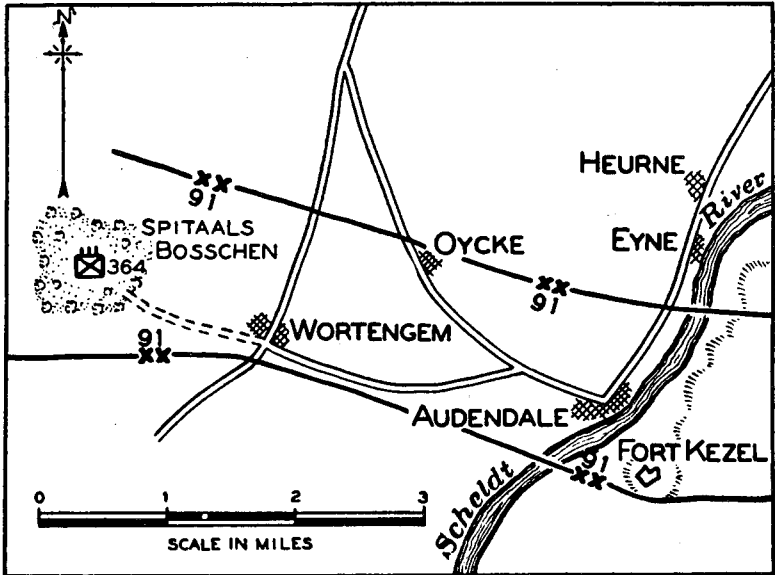 N
HEURNE
River
91
SPITAALS
BOSSCHEN
EYNE
OYCKE
364
91
WORTENGEM
91
AUDENDALE
FORT KEZEL
91
Scheldt
0 1 2 3
SCALE IN MILES